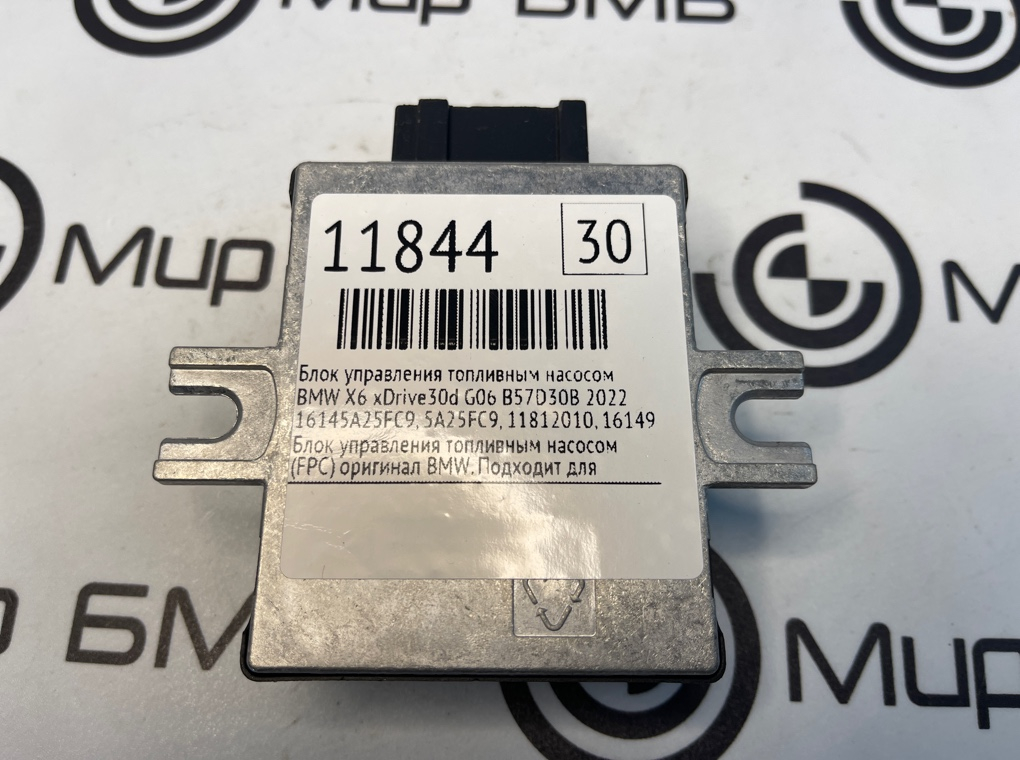 Мир БМВ
11844
30
Мир
М
Блок управления топливным насосом
BMW X6 xDrive30d G06 B57D30B 2022
16145A25FC9, 5A25FC9, 11812010, 16149
Блок управления топливным насосом
(FPC) оригинал BMW. Подходит для
р БМВ
Мир